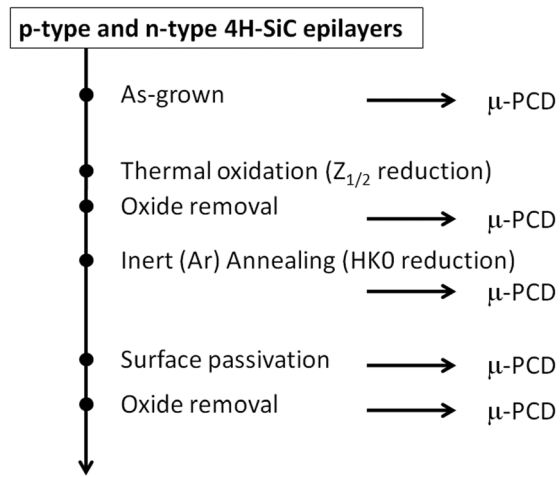 p-type and n-type 4H-SiC epilayers
As-grown
μ-PCD
Thermal oxidation (Z1/2 reduction)
Oxide removal
μ-PCD
Inert (Ar) Annealing (HK0 reduction)
μ-PCD
Surface passivation
μ-PCD
Oxide removal
μ-PCD